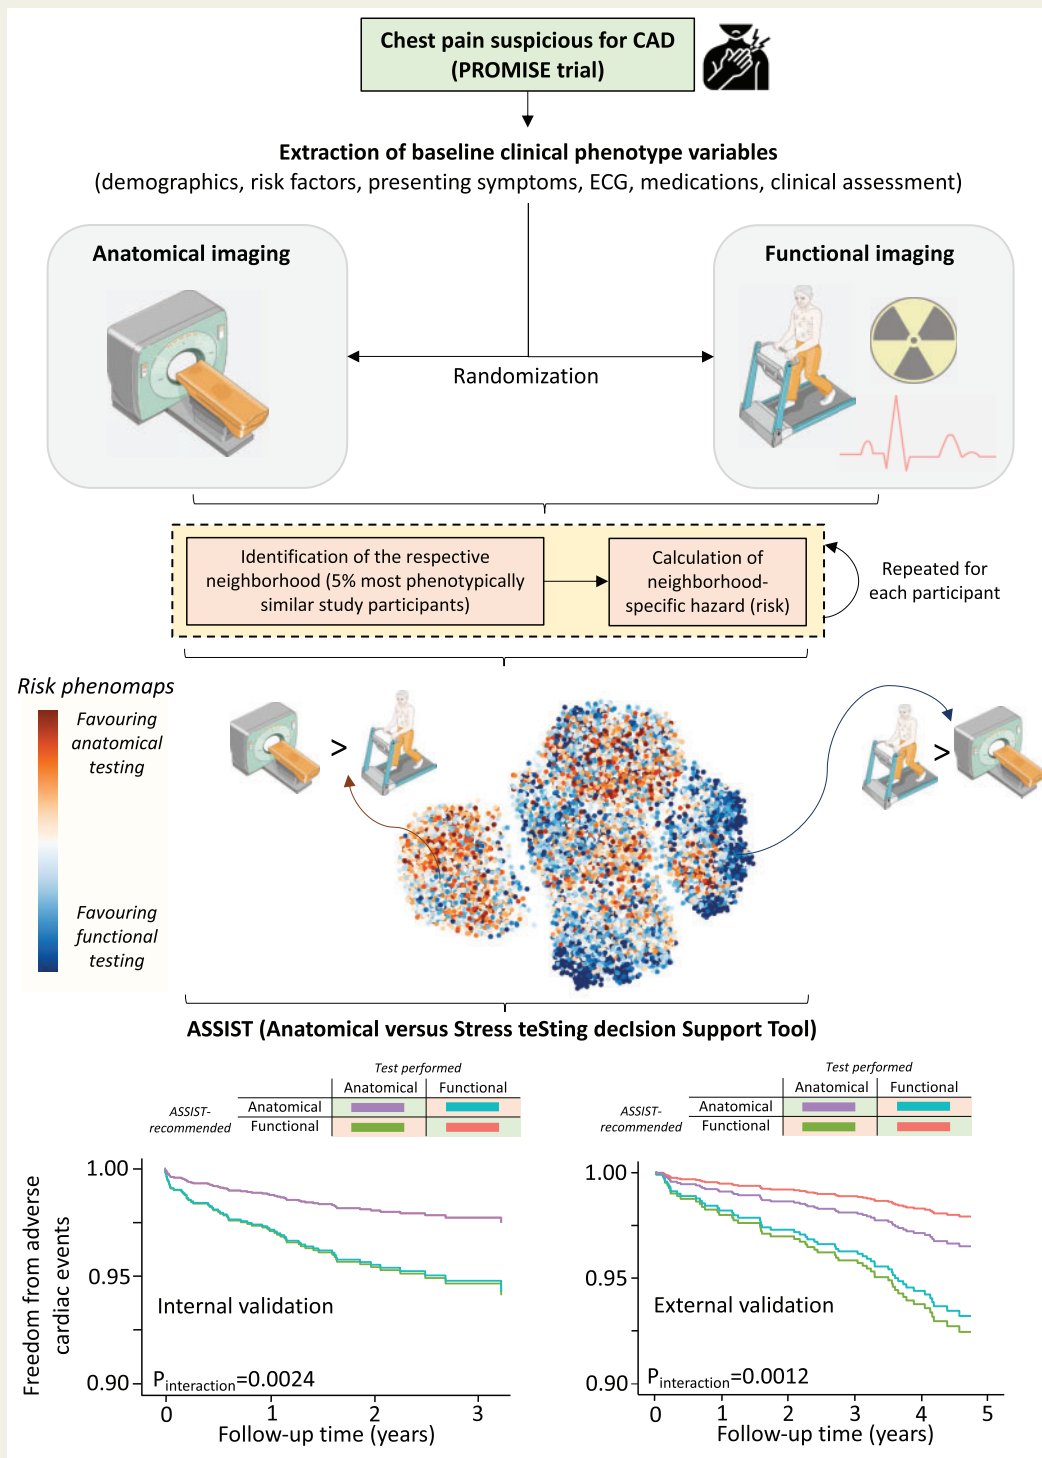 Chest pain suspicious for CAD
(PROMISE trial)
Extraction of baseline clinical phenotype variables
(demographics, risk factors, presenting symptoms, ECG, medications, clinical assessment)
Anatomical imaging
Functional imaging
Randomization
Identification of the respective
neighborhood (5% most phenotypically
similar study participants)
Calculation of
neighborhood-
specific hazard (risk)
Repeated for
each participant
Risk phenomaps
Favouring
anatomical
testing
Favouring
functional
testing
>
>
ASSIST (Anatomical versus Stress teSting decIsion Support Tool)
Test performed
Anatomical Functional
ASSIST-
recommended
Anatomical
Functional
Test performed
Anatomical Functional
ASSIST-
recommended
Anatomical
Functional
Freedom from adverse
cardiac events
1.00
0.95
0.90
Internal validation
Pinteraction=0.0024
0 1 2 3
Follow-up time (years)
1.00
0.95
0.90
External validation
Pinteraction=0.0012
0 1 2 3 4 5
Follow-up time (years)